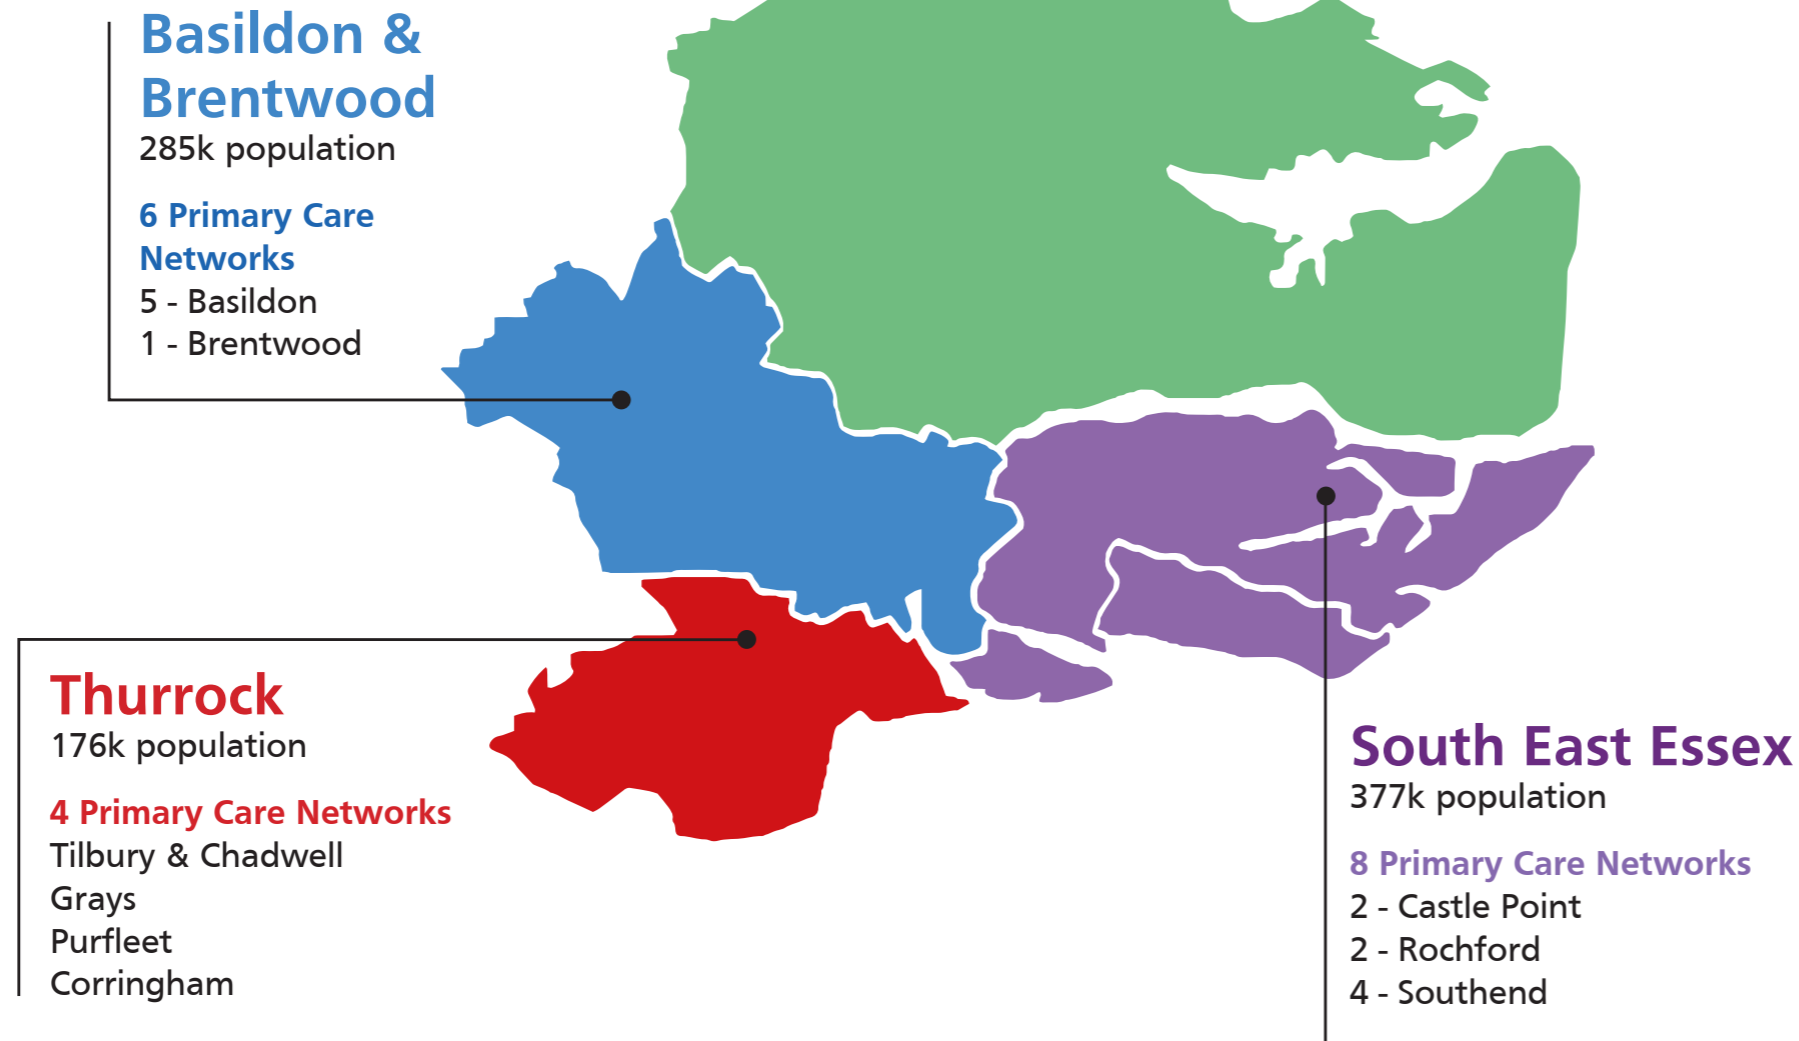 Basildon &
Brentwood
285k population
6 Primary Care
Networks
5 - Basildon
1 - Brentwood
Thurrock
176k population
4 Primary Care Networks
Tilbury & Chadwell
Grays
Purfleet
Corringham
South East Essex
377k population
8 Primary Care Networks
2 - Castle Point
2 - Rochford
4 - Southend